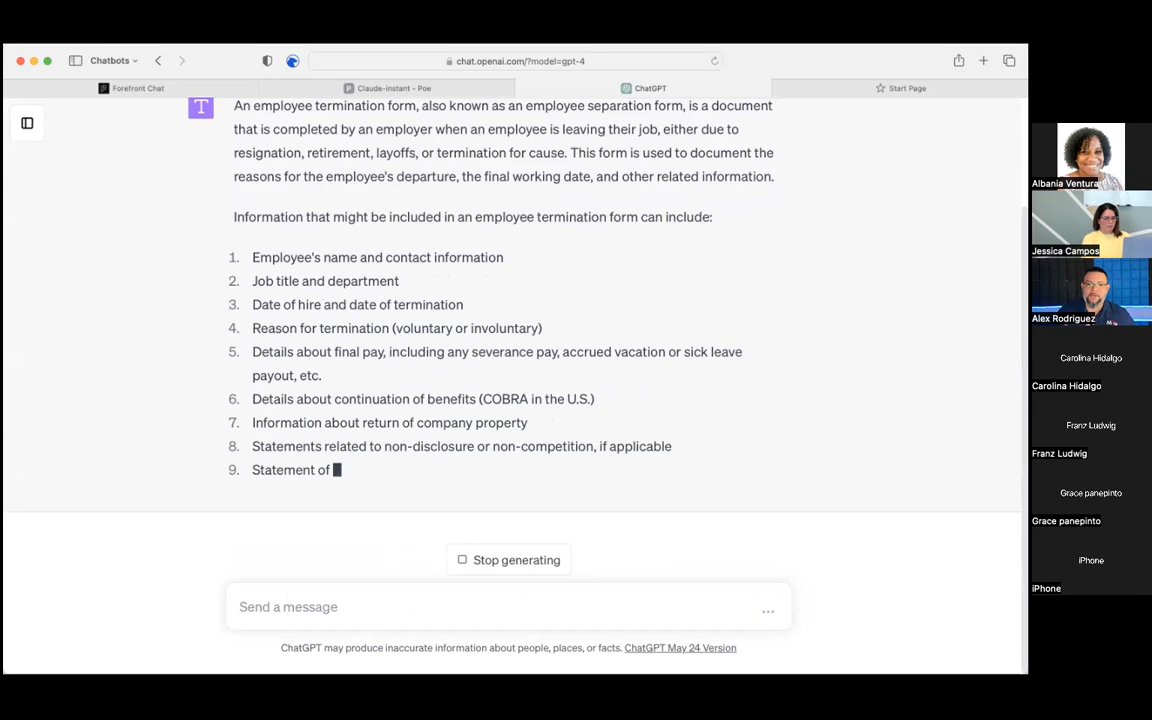 Chatbots
chat.openai.com/?model=gpt-4
Forefront Chat
Claude-instant - Poe
ChatGPT
Start Page
T
An employee termination form, also known as an employee separation form, is a document
that is completed by an employer when an employee is leaving their job, either due to
resignation, retirement, layoffs, or termination for cause. This form is used to document the
reasons for the employee's departure, the final working date, and other related information.
Information that might be included in an employee termination form can include:
1. Employee's name and contact information
2. Job title and department
3. Date of hire and date of termination
4. Reason for termination (voluntary or involuntary)
5. Details about final pay, including any severance pay, accrued vacation or sick leave
payout, etc.
6. Details about continuation of benefits (COBRA in the U.S.)
7. Information about return of company property
8. Statements related to non-disclosure or non-competition, if applicable
9. Statement of
Stop generating
Send a message
ChatGPT may produce inaccurate information about people, places, or facts. ChatGPT May 24 Version
Albania Ventura
Jessica Campos
Alex Rodriguez
Carolina Hidalgo
Carolina Hidalgo
Franz Ludwig
Franz Ludwig
Grace panepinto
Grace panepinto
iPhone
iPhone